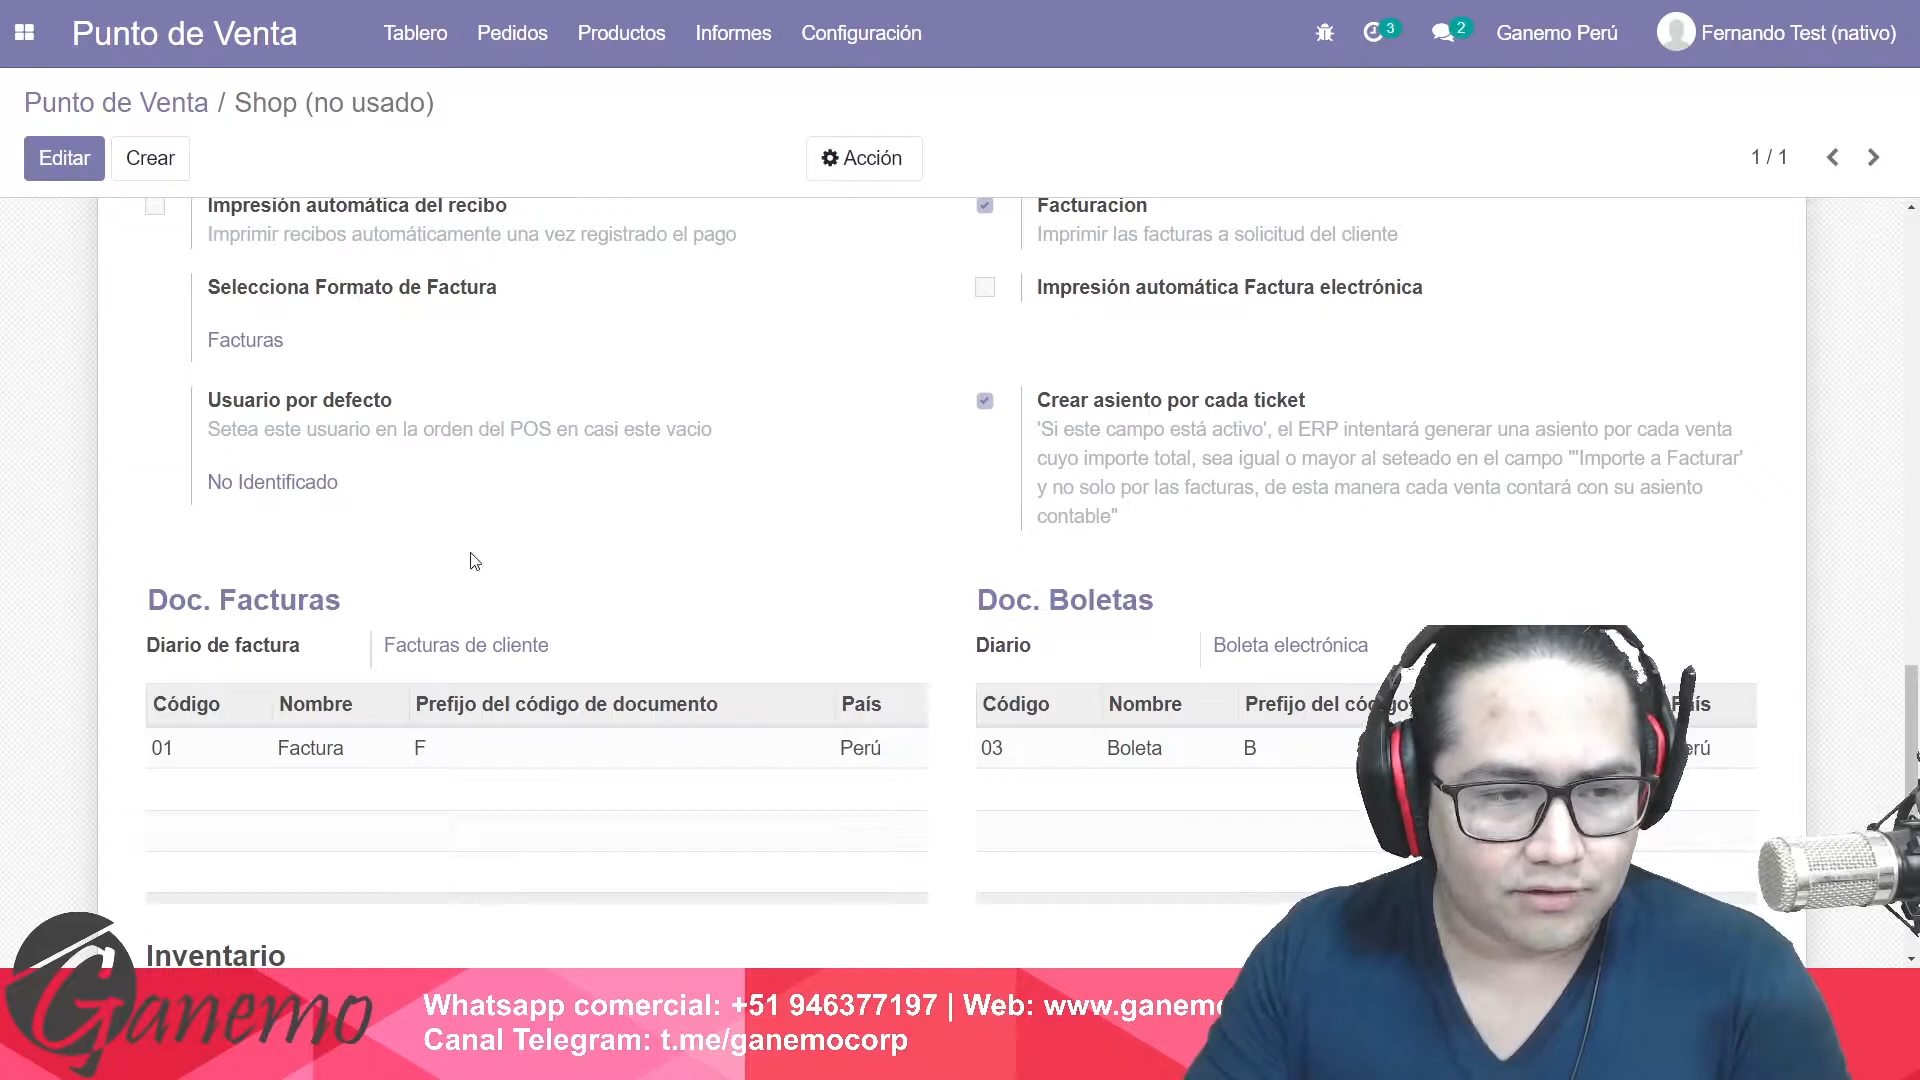 Punto de Venta Tablero Pedidos Productos Informes Configuración 3 2 Ganemo Perú Fernando Test (nativo)
Punto de Venta / Shop (no usado)
Editar Crear Acción 1 / 1
Impresión automática del recibo
Imprimir recibos automáticamente una vez registrado el pago
Facturacion
Imprimir las facturas a solicitud del cliente
Selecciona Formato de Factura
Facturas
Impresión automática Factura electrónica
Usuario por defecto
Setea este usuario en la orden del POS en casi este vacio
No Identificado
Crear asiento por cada ticket
'Si este campo está activo', el ERP intentará generar una asiento por cada venta
cuyo importe total, sea igual o mayor al seteado en el campo "'Importe a Facturar'
y no solo por las facturas, de esta manera cada venta contará con su asiento
contable"
Doc. Facturas
Diario de factura Facturas de cliente
Código Nombre Prefijo del código de documento País
01 Factura F Perú
Doc. Boletas
Diario Boleta electrónica
Código Nombre Prefijo del código
03 Boleta B
Inventario
Ganemo
Whatsapp comercial: +51 946377197 | Web: www.ganemo
Canal Telegram: t.me/ganemocorp